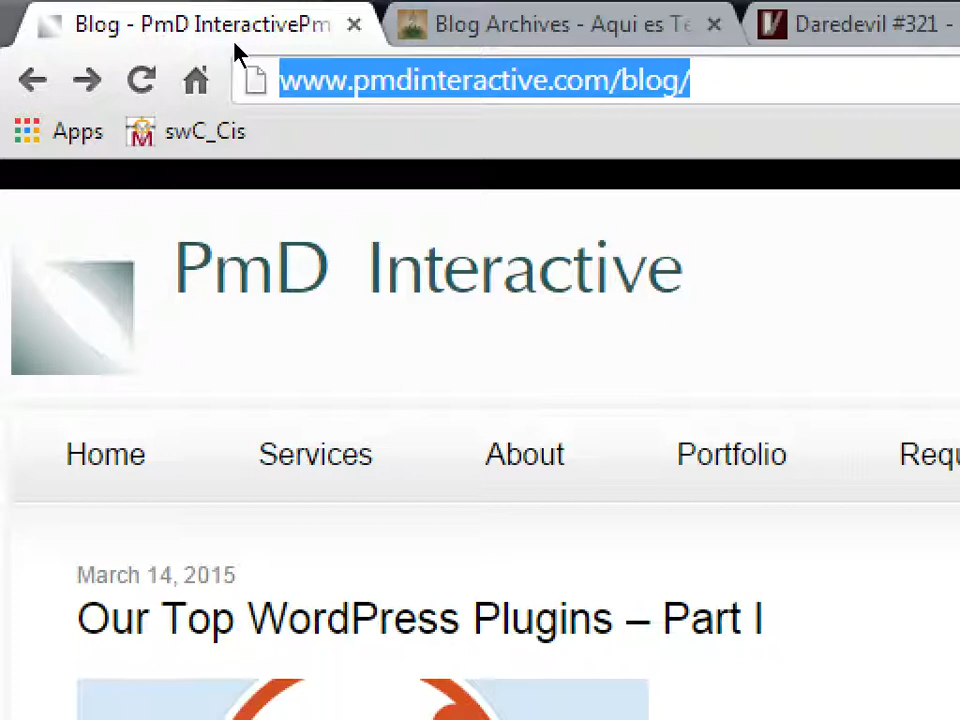 Blog - PmD InteractivePm
Blog Archives - Aqui es Te
Daredevil #321 -
www.pmdinteractive.com/blog/
Apps swC_Cis
PmD Interactive
Home Services About Portfolio Requ
March 14, 2015
Our Top WordPress Plugins – Part I